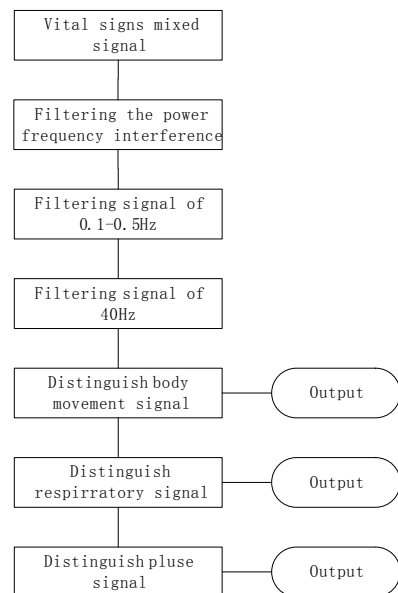 Vital signs mixed
signal
Filtering the power
frequency interference
Filtering signal of
0.1-0.5Hz
Filtering signal of
40Hz
Distinguish body
movement signal
Output
Distinguish
respirratory signal
Output
Distinguish pluse
signal
Output